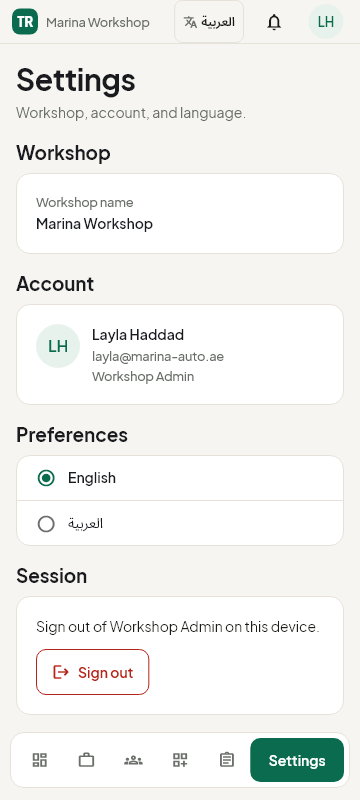 TR Marina Workshop العربية LH
Settings
Workshop, account, and language.
Workshop
Workshop name
Marina Workshop
Account
LH
Layla Haddad
layla@marina-auto.ae
Workshop Admin
Preferences
English
العربية
Session
Sign out of Workshop Admin on this device.
Sign out
Settings